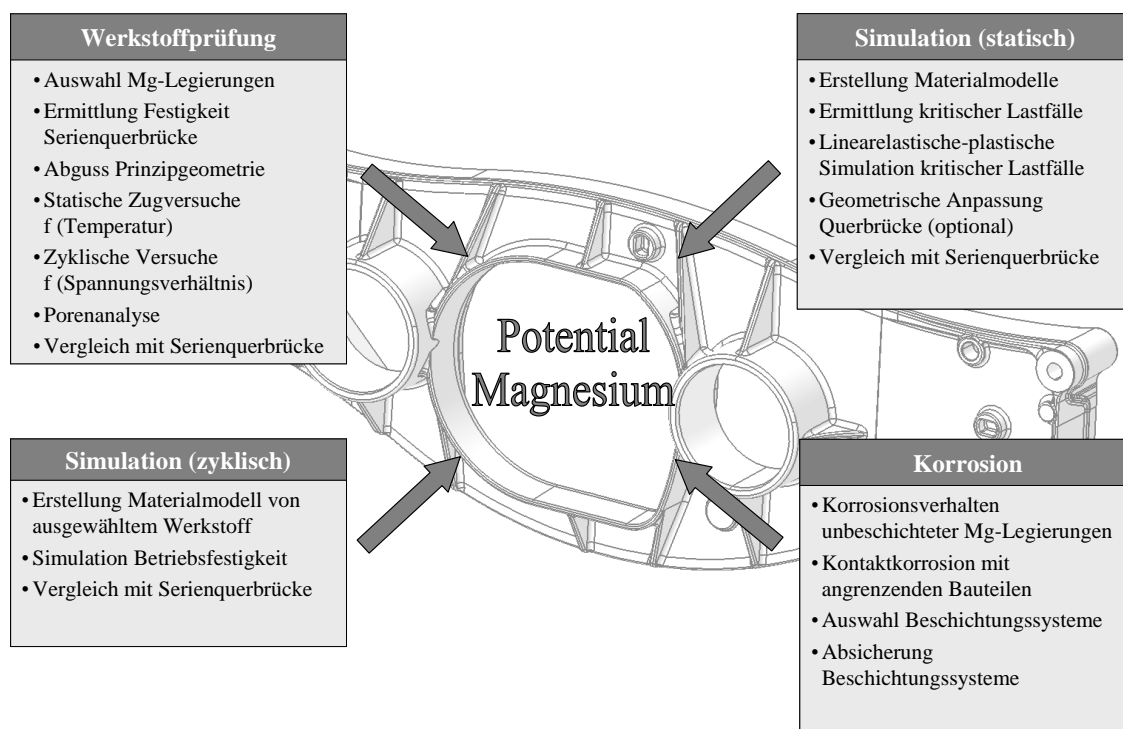 Werkstoffprüfung
• Auswahl Mg-Legierungen
• Ermittlung Festigkeit
Serienquerbrücke
• Abguss Prinzipgeometrie
• Statische Zugversuche
f (Temperatur)
• Zyklische Versuche
f (Spannungsverhältnis)
• Porenanalyse
• Vergleich mit Serienquerbrücke
Simulation (statisch)
• Erstellung Materialmodelle
• Ermittlung kritischer Lastfälle
• Linearelastische-plastische
Simulation kritischer Lastfälle
• Geometrische Anpassung
Querbrücke (optional)
• Vergleich mit Serienquerbrücke
Potential
Magnesium
Simulation (zyklisch)
• Erstellung Materialmodell von
ausgewähltem Werkstoff
• Simulation Betriebsfestigkeit
• Vergleich mit Serienquerbrücke
Korrosion
• Korrosionsverhalten
unbeschichteter Mg-Legierungen
• Kontaktkorrosion mit
angrenzenden Bauteilen
• Auswahl Beschichtungssysteme
• Absicherung
Beschichtungssysteme